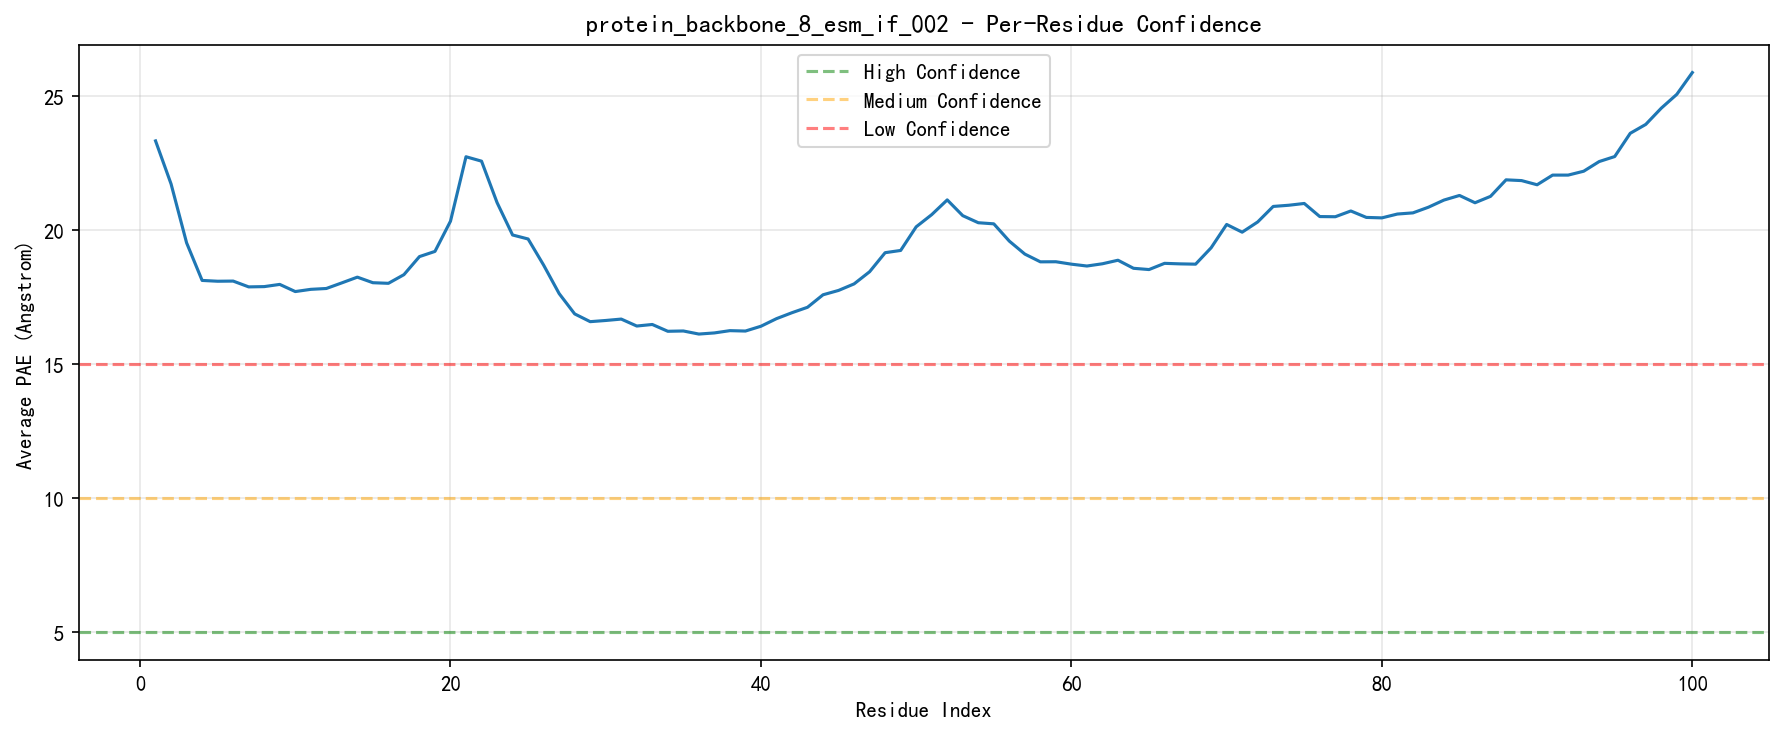 protein_backbone_8_esm_if_002 - Per-Residue Confidence
High Confidence
Medium Confidence
Low Confidence
Average PAE (Angstrom)
25
20
15
10
5
0 20 40 60 80 100
Residue Index